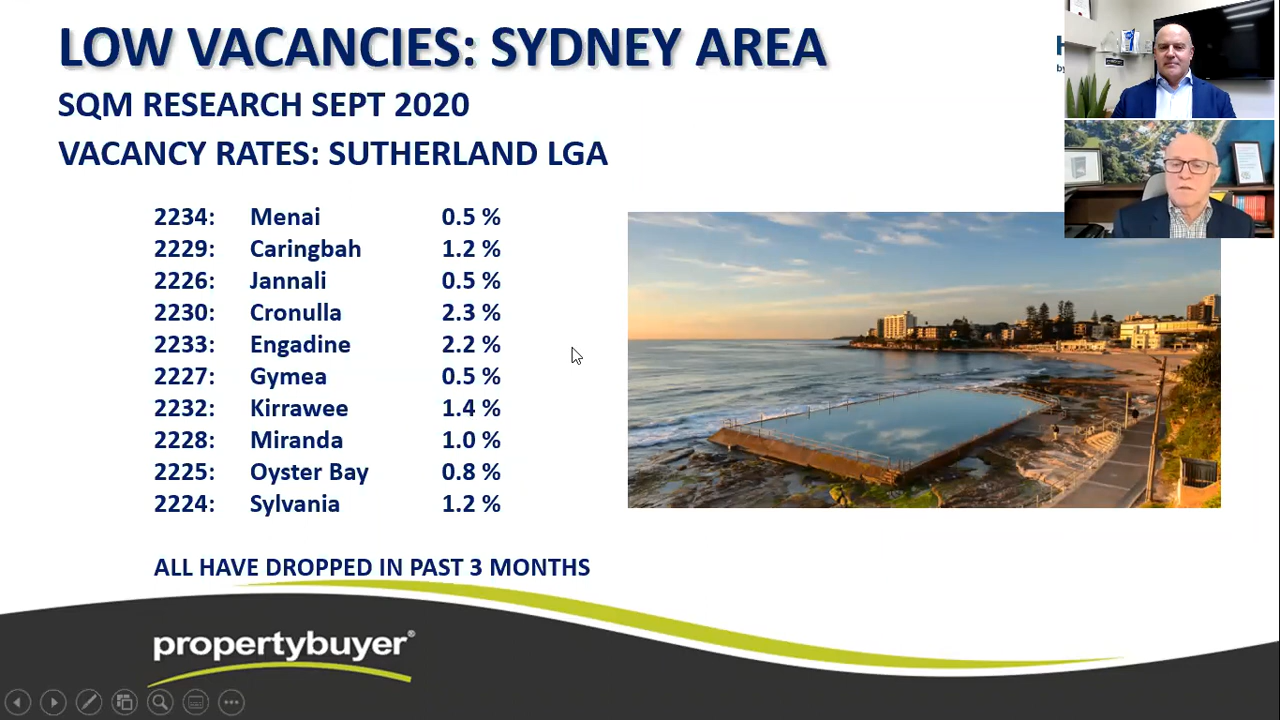 LOW VACANCIES: SYDNEY AREA
SQM RESEARCH SEPT 2020
VACANCY RATES: SUTHERLAND LGA
2234: Menai 0.5 %
2229: Caringbah 1.2 %
2226: Jannali 0.5 %
2230: Cronulla 2.3 %
2233: Engadine 2.2 %
2227: Gymea 0.5 %
2232: Kirrawee 1.4 %
2228: Miranda 1.0 %
2225: Oyster Bay 0.8 %
2224: Sylvania 1.2 %
ALL HAVE DROPPED IN PAST 3 MONTHS
propertybuyer®